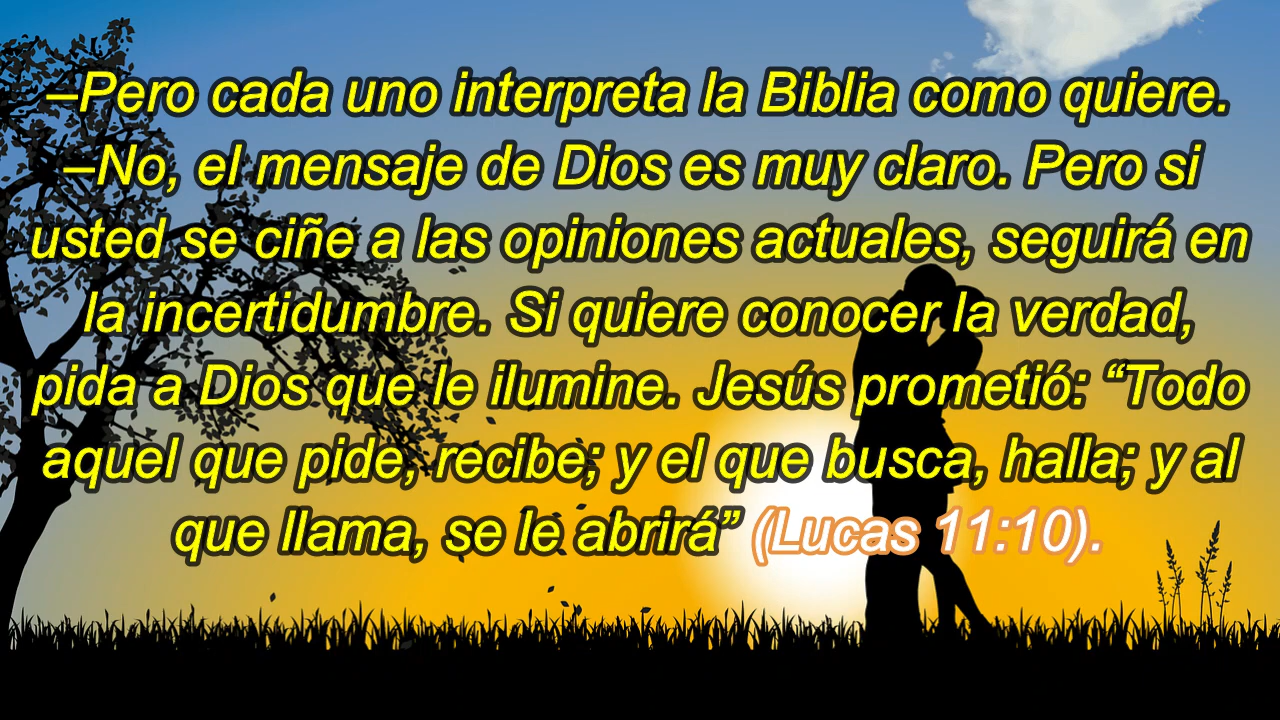 –Pero cada uno interpreta la Biblia como quiere.
–No, el mensaje de Dios es muy claro. Pero si
usted se ciñe a las opiniones actuales, seguirá en
la incertidumbre. Si quiere conocer la verdad,
pida a Dios que le ilumine. Jesús prometió: “Todo
aquel que pide, recibe; y el que busca, halla; y al
que llama, se le abrirá” (Lucas 11:10).